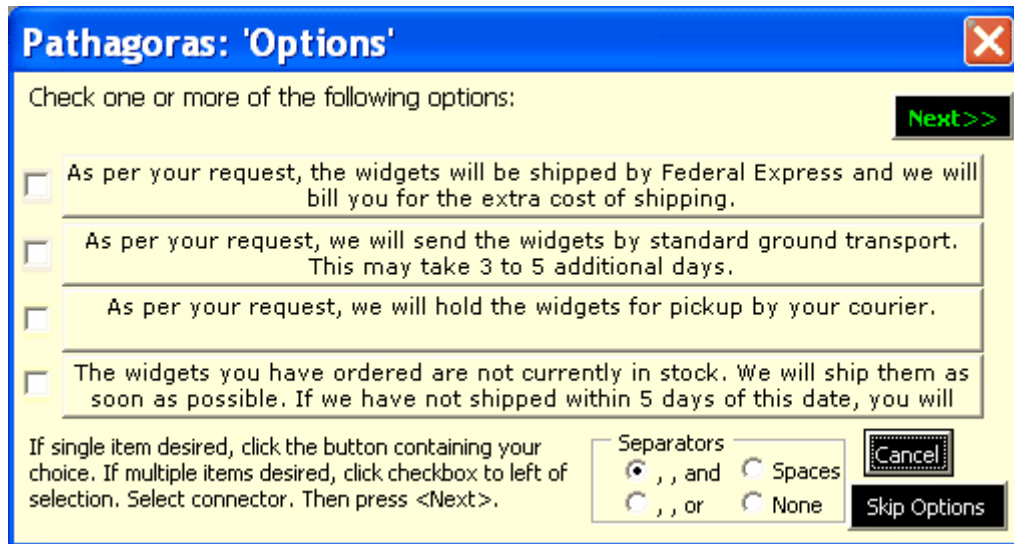 Pathagoras: 'Options'
Check one or more of the following options:
Next>>
As per your request, the widgets will be shipped by Federal Express and we will
bill you for the extra cost of shipping.
As per your request, we will send the widgets by standard ground transport.
This may take 3 to 5 additional days.
As per your request, we will hold the widgets for pickup by your courier.
The widgets you have ordered are not currently in stock. We will ship them as
soon as possible. If we have not shipped within 5 days of this date, you will
If single item desired, click the button containing your
choice. If multiple items desired, click checkbox to left of
selection. Select connector. Then press <Next>.
Separators
, , and
Spaces
, , or
None
Cancel
Skip Options